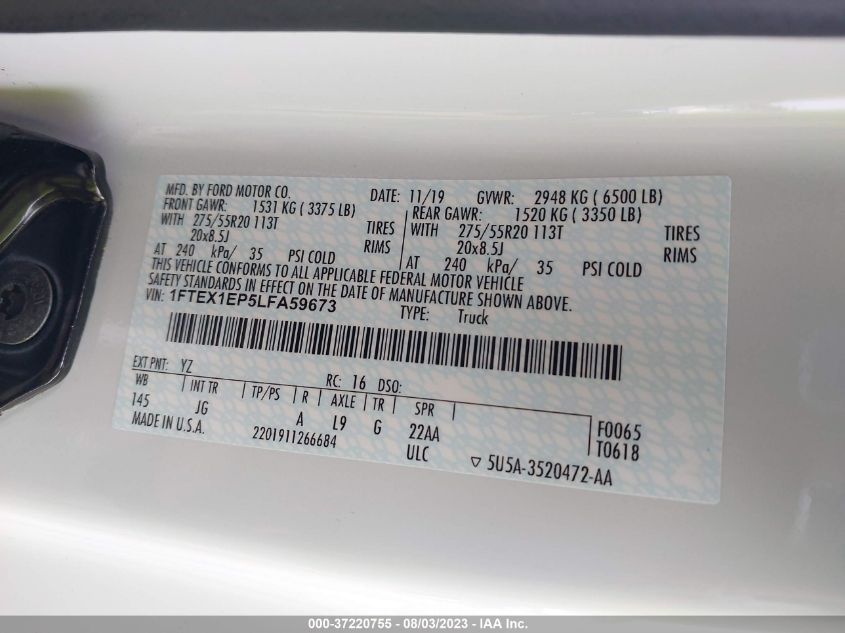 MFD. BY FORD MOTOR CO. DATE: 11/19 GVWR: 2948 KG ( 6500 LB)
FRONT GAWR: 1531 KG ( 3375 LB) REAR GAWR: 1520 KG ( 3350 LB)
WITH 275/55R20 113T TIRES WITH 275/55R20 113T TIRES
20x8.5J RIMS 20x8.5J RIMS
AT 240 kPa/ 35 PSI COLD AT 240 kPa/ 35 PSI COLD
THIS VEHICLE CONFORMS TO ALL APPLICABLE FEDERAL MOTOR VEHICLE
SAFETY STANDARDS IN EFFECT ON THE DATE OF MANUFACTURE SHOWN ABOVE.
VIN: 1FTEX1EP5LFA59673 TYPE: Truck
EXT PNT: YZ RC: 16 DSO:
WB INT TR TP/PS R AXLE TR SPR
145 JG A L9 G 22AA F0065
MADE IN U.S.A. 2201911266684 ULC T0618
5U5A-3520472-AA
000-37220755 - 08/03/2023 - IAA Inc.